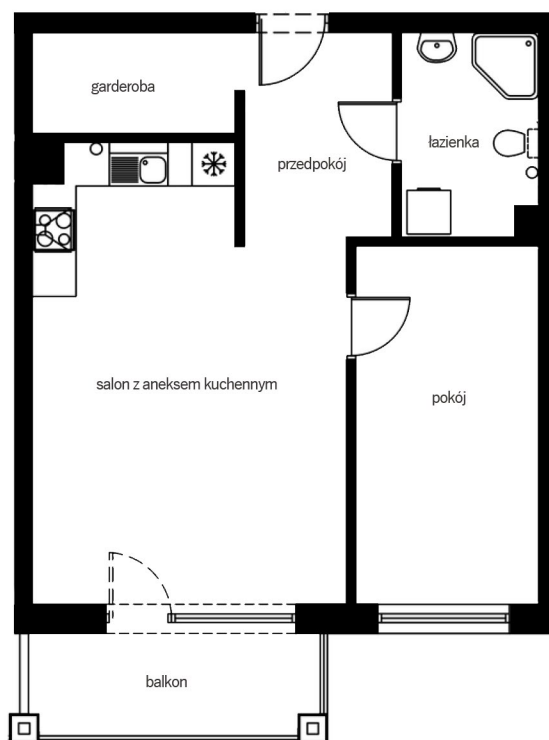 garderoba
przedpokój
łazienka
salon z aneksem kuchennym
pokój
balkon